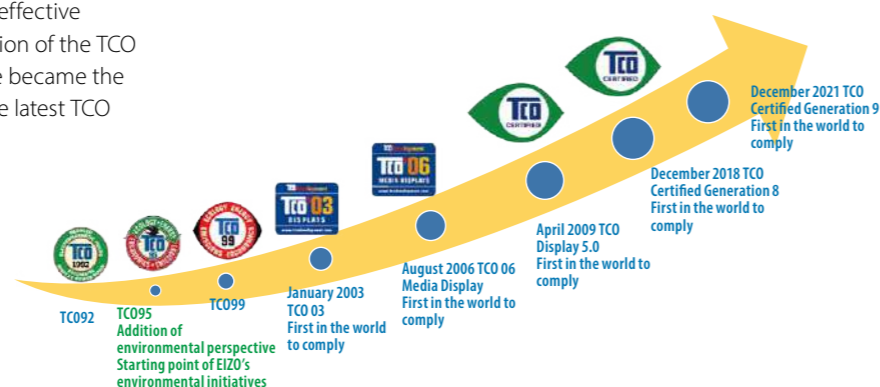 effective
ion of the TCO
e became the
e latest TCO
TCO
1992
TCO
95
TCO
99
TCO 03
DISPLAYS
TCO 06
MEDIA DISPLAYS
TCO
CERTIFIED
TCO
CERTIFIED
TCO92
TCO95
Addition of
environmental perspective
Starting point of EIZO's
environmental initiatives
TCO99
January 2003
TCO 03
First in the world
to comply
August 2006 TCO 06
Media Display
First in the world to
comply
April 2009 TCO
Display 5.0
First in the world to
comply
December 2018 TCO
Certified Generation 8
First in the world to
comply
December 2021 TCO
Certified Generation 9
First in the world to
comply